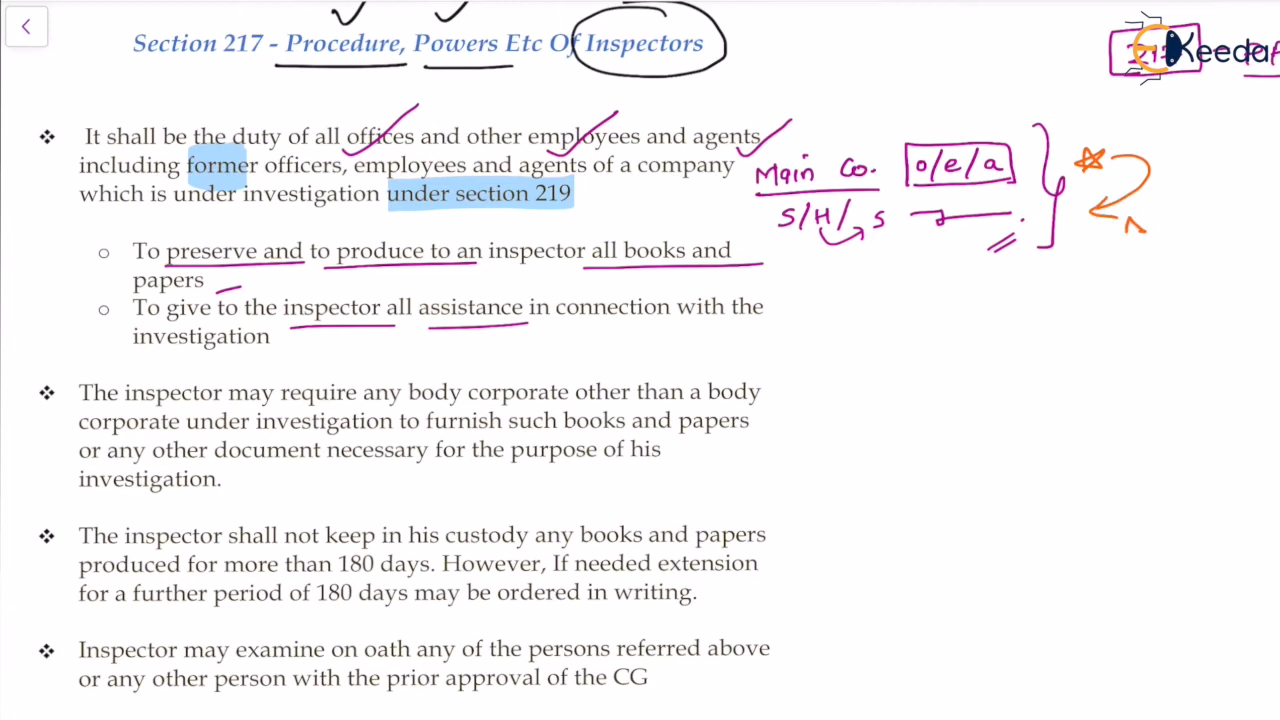 Section 217 - Procedure, Powers Etc Of Inspectors
Keeda
It shall be the duty of all offices and other employees and agents
including former officers, employees and agents of a company
which is under investigation under section 219
Main Co. o/e/a
S/H/S
To preserve and to produce to an inspector all books and
papers
To give to the inspector all assistance in connection with the
investigation
The inspector may require any body corporate other than a body
corporate under investigation to furnish such books and papers
or any other document necessary for the purpose of his
investigation.
The inspector shall not keep in his custody any books and papers
produced for more than 180 days. However, If needed extension
for a further period of 180 days may be ordered in writing.
Inspector may examine on oath any of the persons referred above
or any other person with the prior approval of the CG